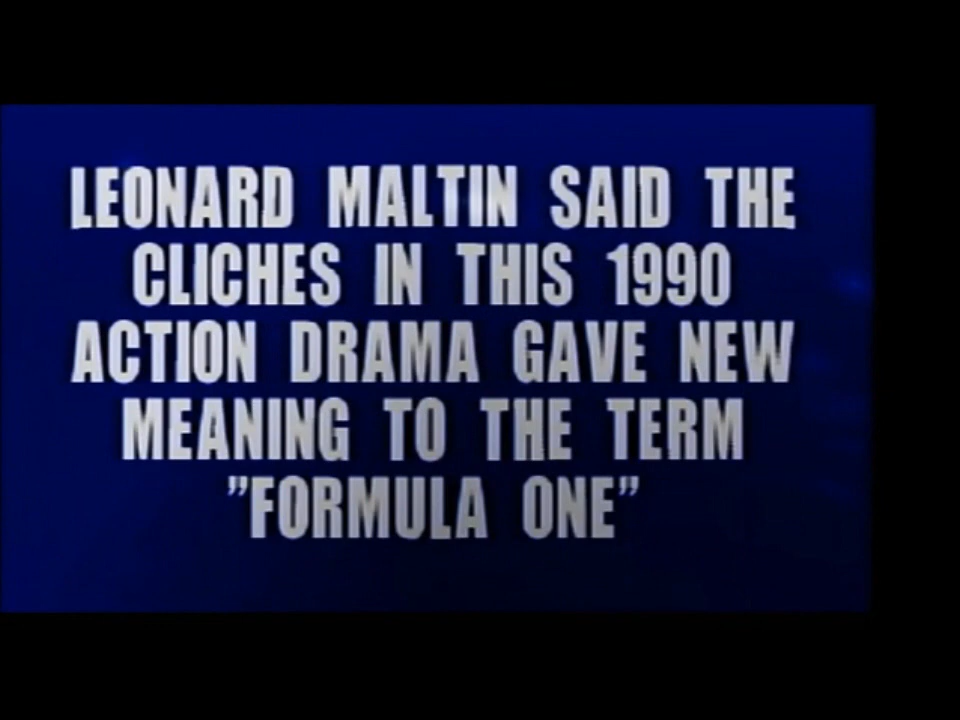 LEONARD MALTIN SAID THE
CLICHES IN THIS 1990
ACTION DRAMA GAVE NEW
MEANING TO THE TERM
"FORMULA ONE"